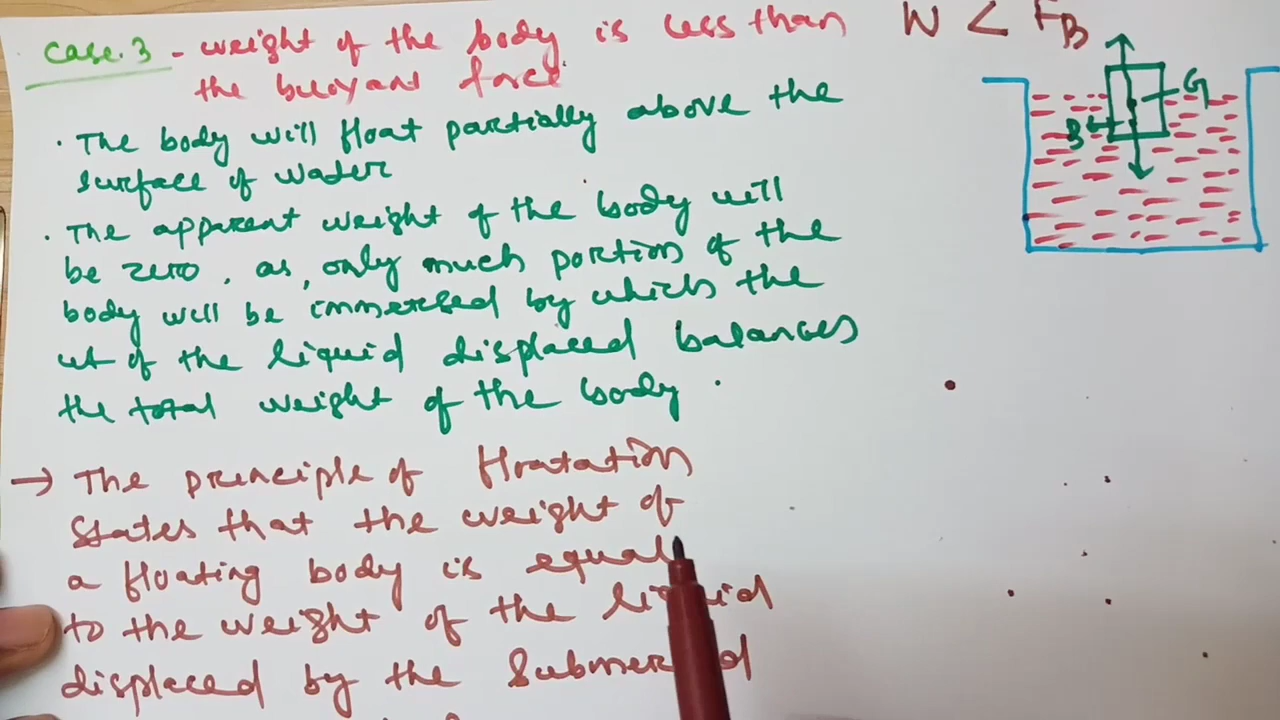 Case.3 - weight of the body is less than
the buoyant force
W < FB
G
B
• The body will float partially above the
surface of water
• The apparent weight of the body will
be zero, as, only much portion of the
body will be immersed by which the
wt of the liquid displaced balances
the total weight of the body.
→ The principle of floatation
states that the weight of
a floating body is equal
to the weight of the
displaced by the